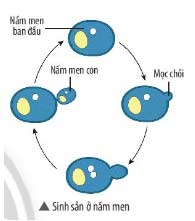 Nấm men
ban đầu
Nấm men con
Mọc chồi
▲ Sinh sản ở nấm men